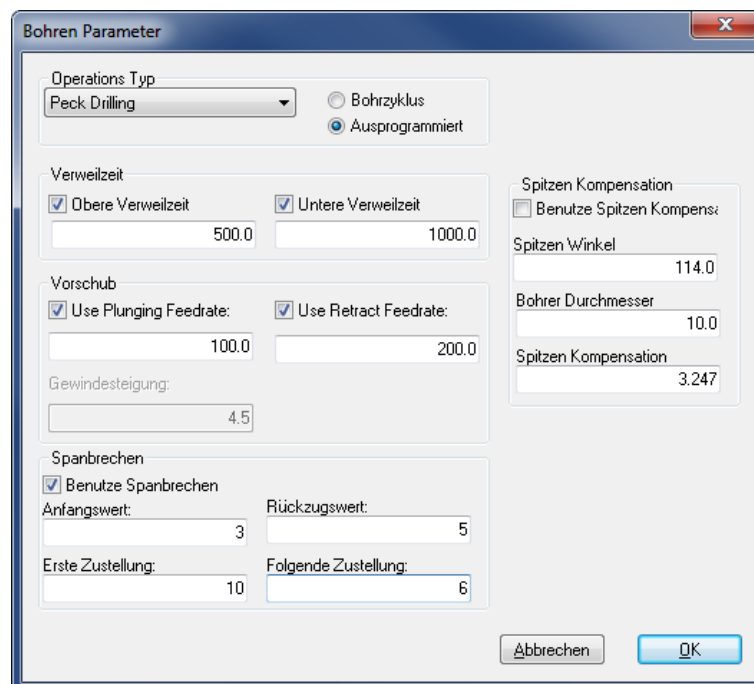 Bohren Parameter
Operations Typ
Peck Drilling
Bohrzyklus
Ausprogrammiert
Verweilzeit
Obere Verweilzeit
Untere Verweilzeit
500.0
1000.0
Vorschub
Use Plunging Feedrate:
Use Retract Feedrate:
100.0
200.0
Gewindesteigung:
4.5
Spanbrechen
Benutze Spanbrechen
Anfangswert:
Rückzugswert:
3
5
Erste Zustellung:
Folgende Zustellung:
10
6
Spitzen Kompensation
Benutze Spitzen Kompensa
Spitzen Winkel
114.0
Bohrer Durchmesser
10.0
Spitzen Kompensation
3.247
Abbrechen
OK